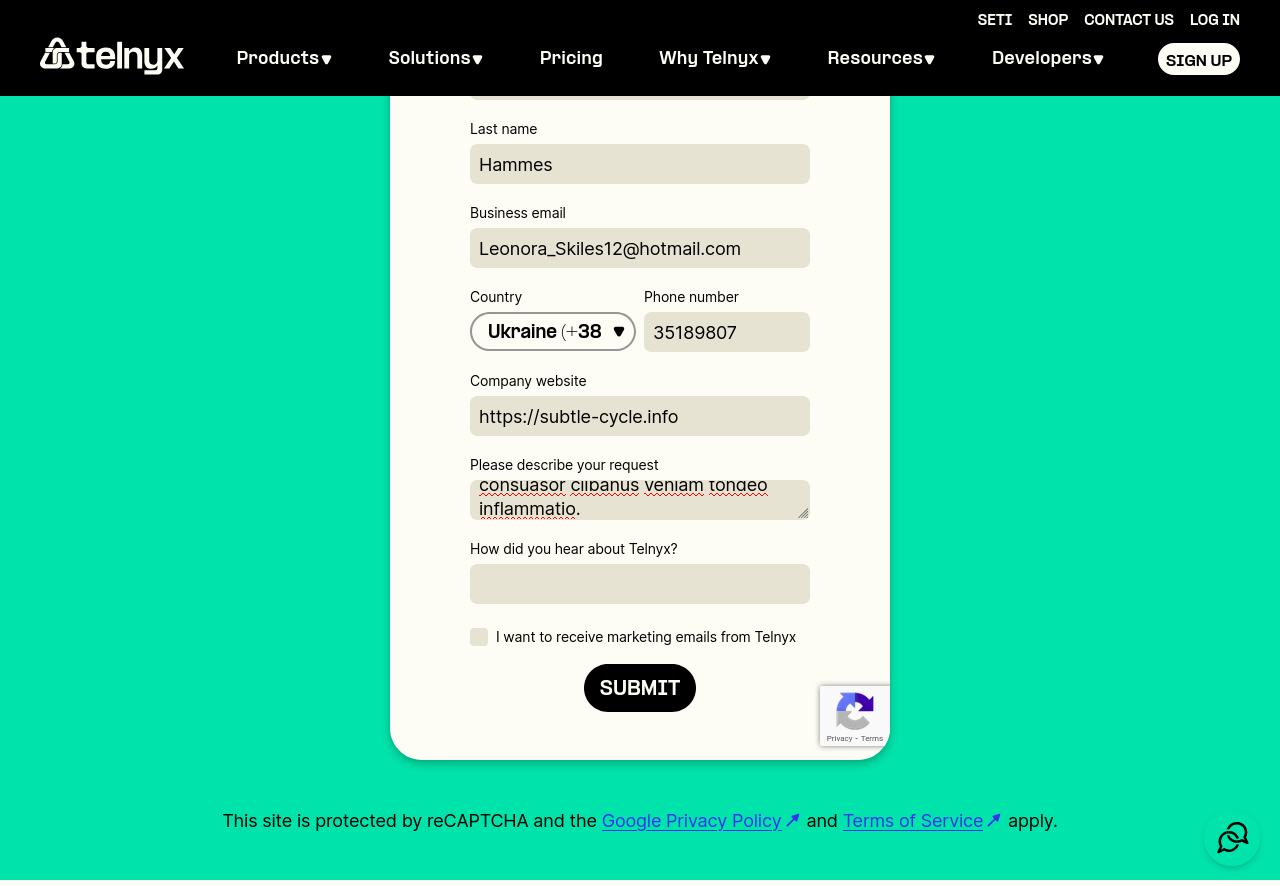 SETI SHOP CONTACT US LOG IN
telnyx Products Solutions Pricing Why Telnyx Resources Developers SIGN UP
Last name
Hammes
Business email
Leonora_Skiles12@hotmail.com
Country Phone number
Ukraine (+38 35189807
Company website
https://subtle-cycle.info
Please describe your request
consuasor clibanus veniam tondeo
inflammatio.
How did you hear about Telnyx?
I want to receive marketing emails from Telnyx
SUBMIT
Privacy - Terms
This site is protected by reCAPTCHA and the Google Privacy Policy and Terms of Service apply.